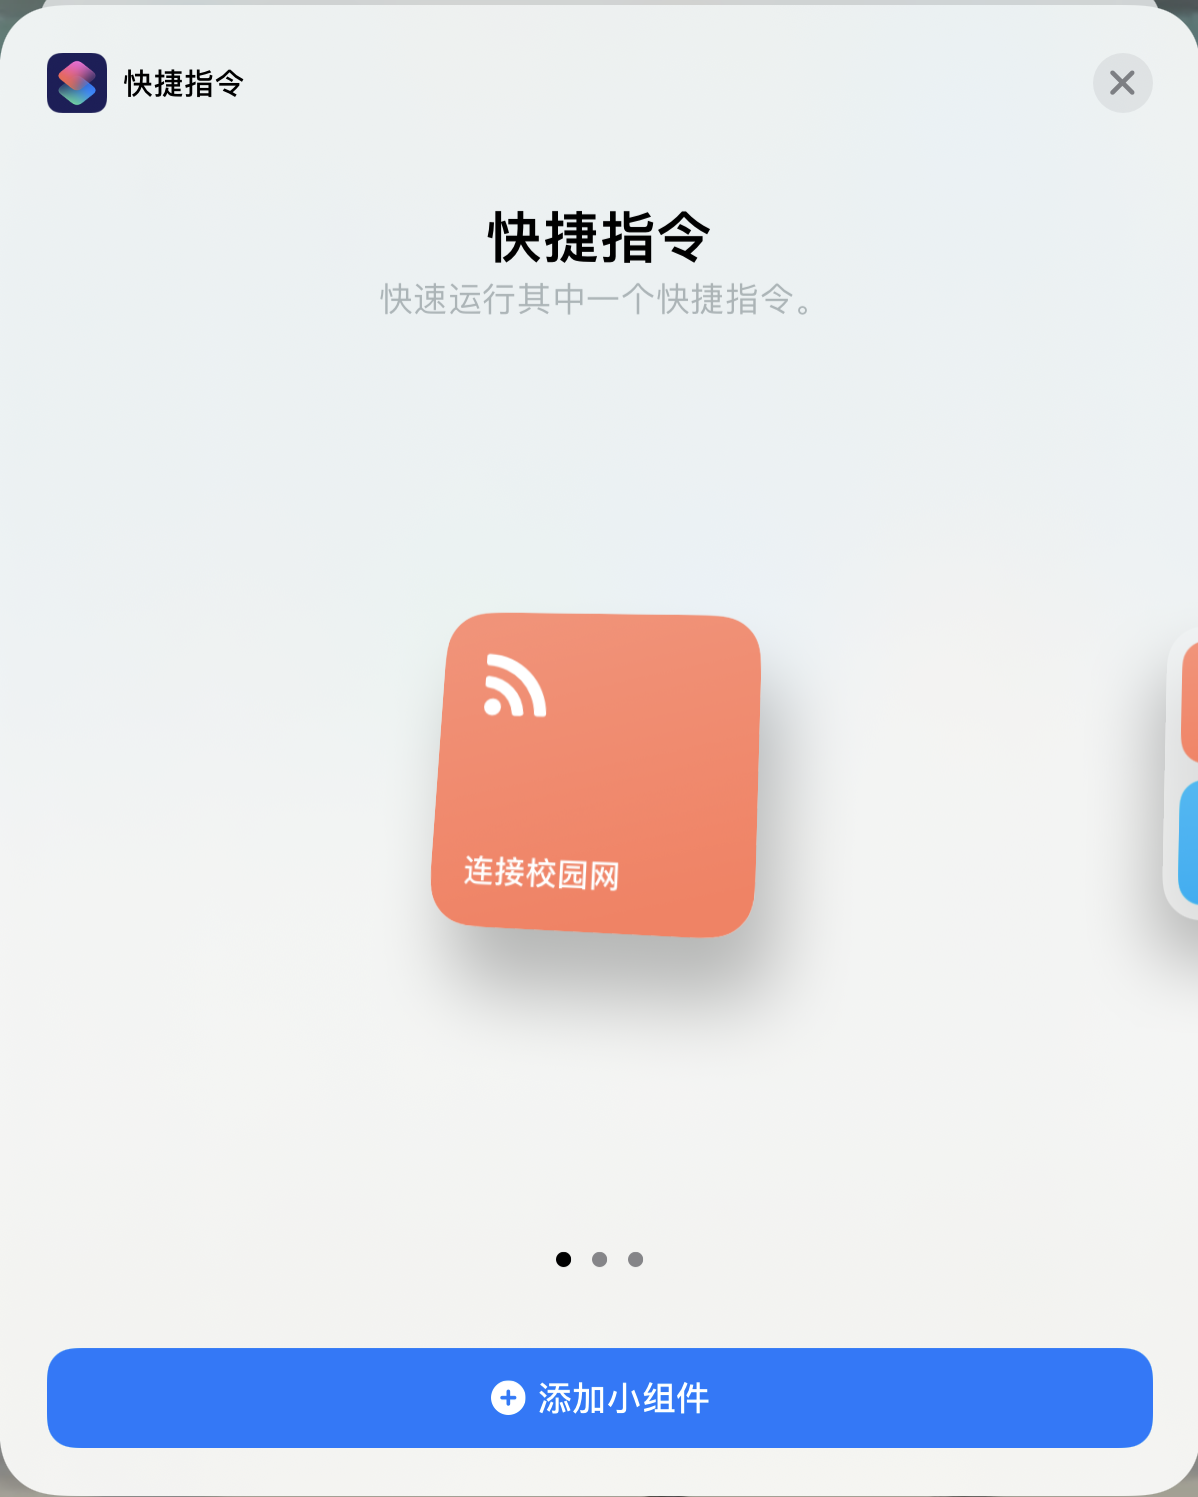 快捷指令
快捷指令
快速运行其中一个快捷指令。
连接校园网
添加小组件